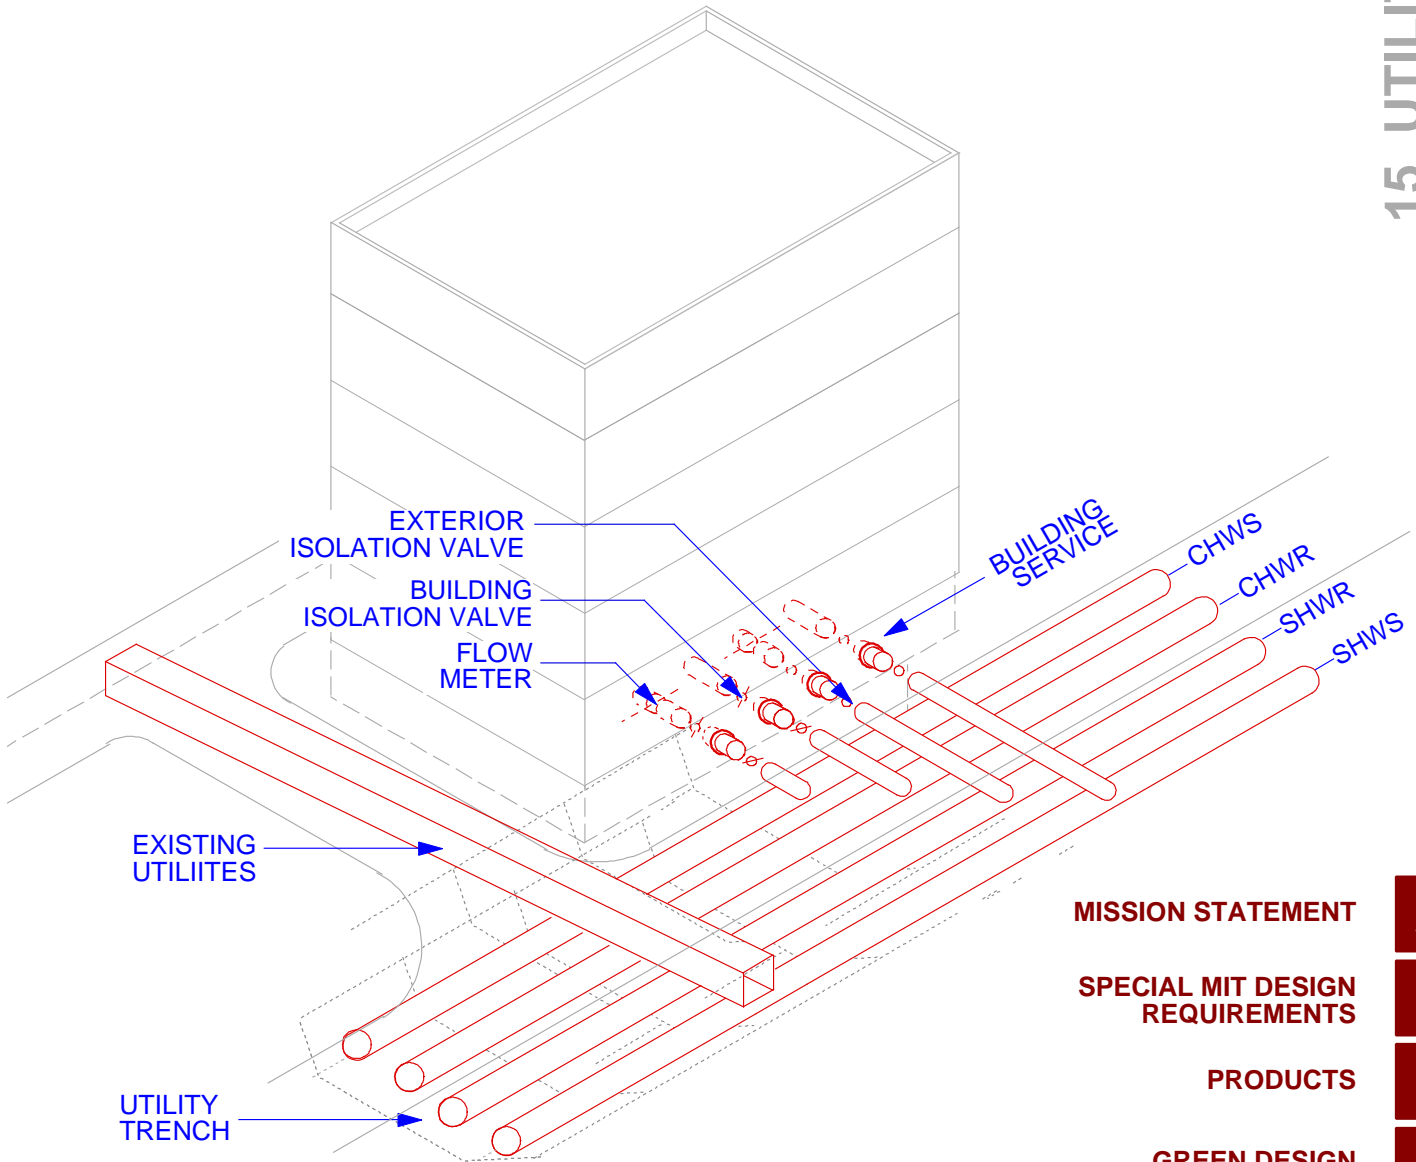 15 UTILIT
EXTERIOR
ISOLATION VALVE
BUILDING
ISOLATION VALVE
FLOW
METER
BUILDING
SERVICE
CHWS
CHWR
SHWR
SHWS
EXISTING
UTILIITES
UTILITY
TRENCH
MISSION STATEMENT
SPECIAL MIT DESIGN
REQUIREMENTS
PRODUCTS
GREEN DESIGN